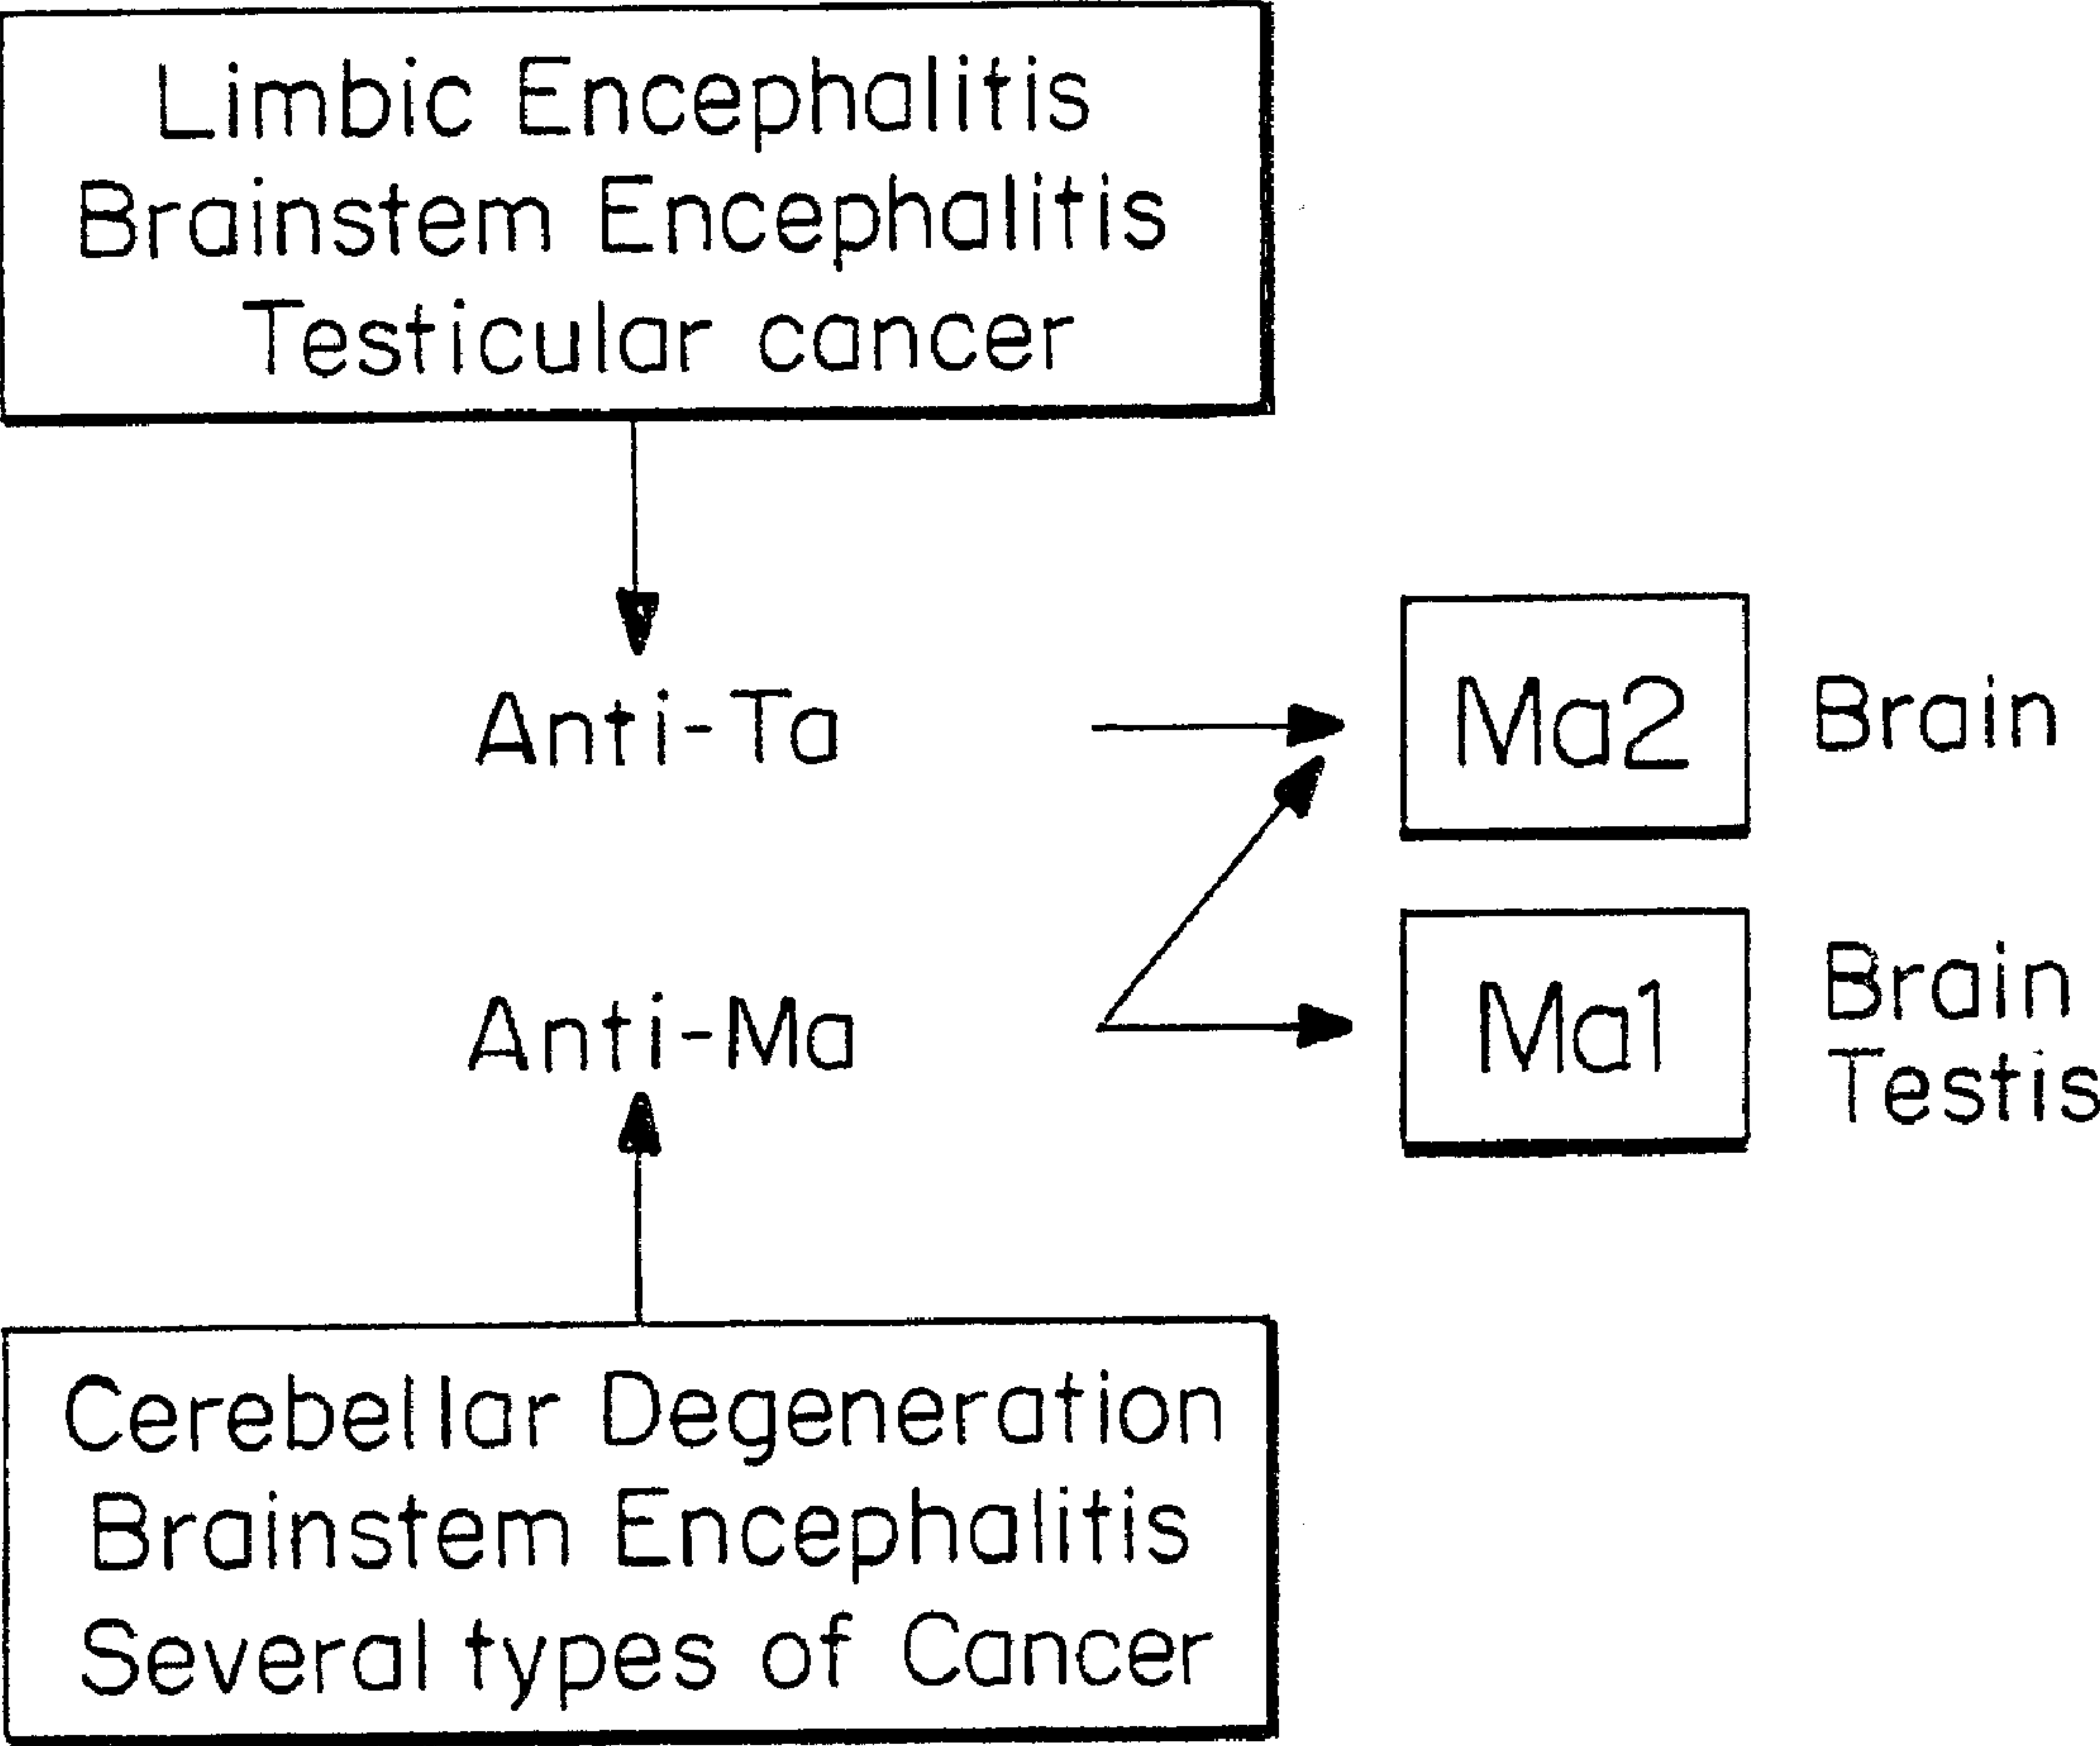 Limbic Encephalitis
Brainstem Encephalitis
Testicular cancer
Anti-Ta
Ma2
Brain
Anti-Ma
Ma1
Brain
Testis
Cerebellar Degeneration
Brainstem Encephalitis
Several types of Cancer